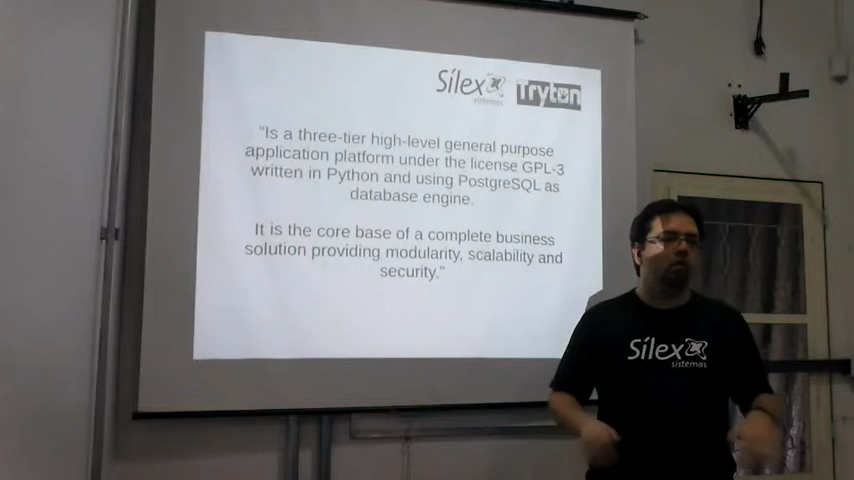 Sílex
sistemas
Tryton
"Is a three-tier high-level general purpose
application platform under the license GPL-3
written in Python and using PostgreSQL as
database engine.
It is the core base of a complete business
solution providing modularity, scalability and
security."
Sílex
sistemas